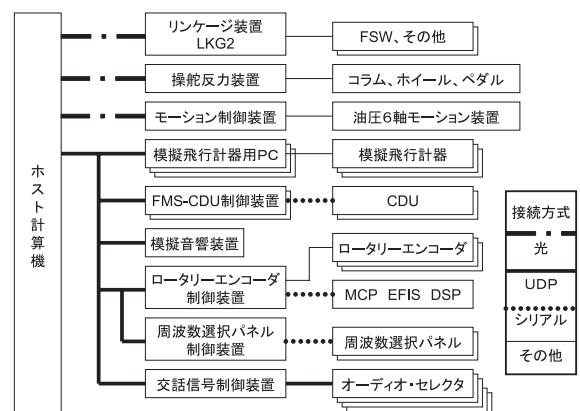 ホスト計算機
リンケージ装置
LKG2
FSW、その他
操舵反力装置
コラム、ホイール、ペダル
モーション制御装置
油圧6軸モーション装置
模擬飛行計器用PC
模擬飛行計器
FMS-CDU制御装置
CDU
模擬音響装置
ロータリーエンコーダ
制御装置
ロータリーエンコーダ
MCP EFIS DSP
周波数選択パネル
制御装置
周波数選択パネル
交話信号制御装置
オーディオ・セレクタ
接続方式
光
UDP
シリアル
その他